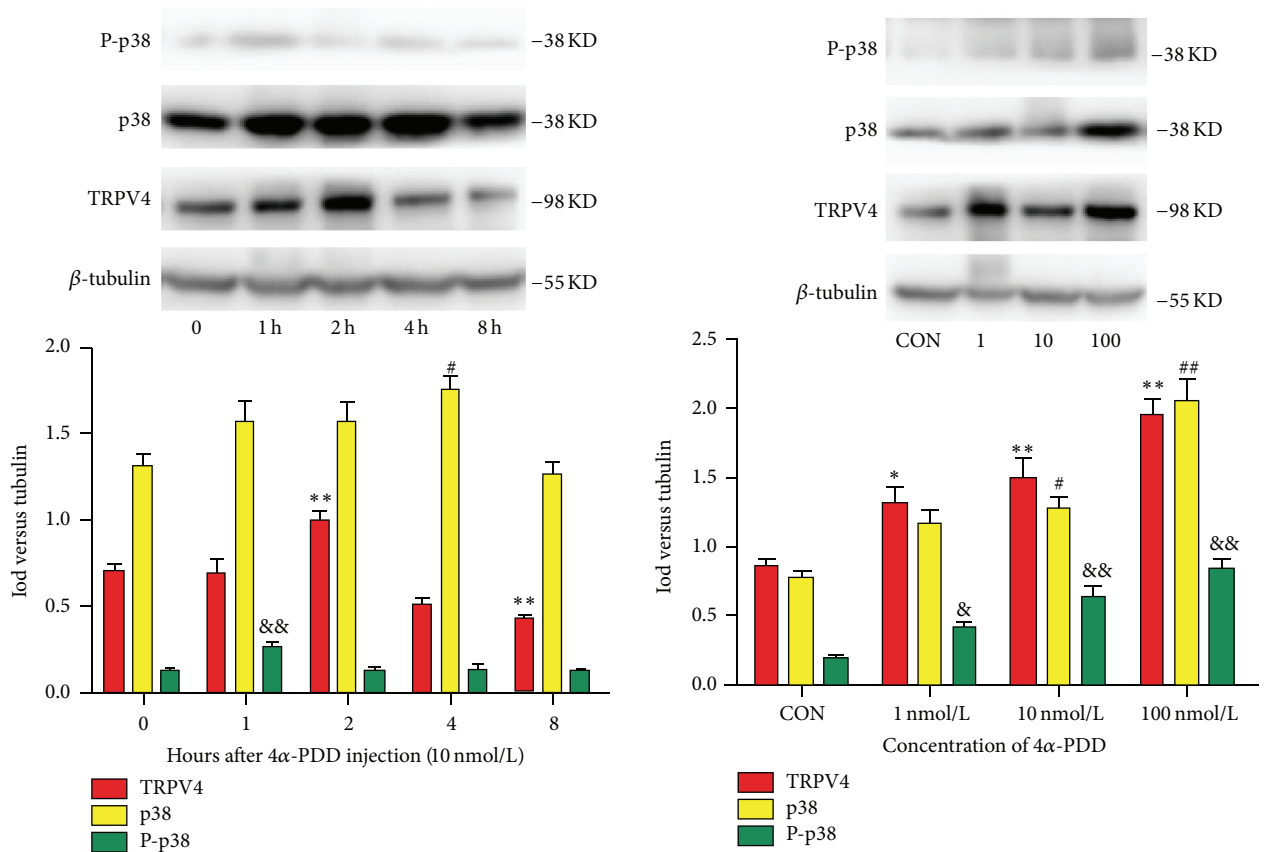 P-p38
−38 KD
p38
−38 KD
TRPV4
−98 KD
β-tubulin
−55 KD
0 1 h 2 h 4 h 8 h
2.0
1.5
1.0
0.5
0.0
Iod versus tubulin
&&
**
#
**
0 1 2 4 8
Hours after 4α-PDD injection (10 nmol/L)
TRPV4
p38
P-p38
P-p38
−38 KD
p38
−38 KD
TRPV4
−98 KD
β-tubulin
−55 KD
CON 1 10 100
2.5
2.0
1.5
1.0
0.5
0.0
Iod versus tubulin
*
&
**
#
&&
**
##
&&
CON 1 nmol/L 10 nmol/L 100 nmol/L
Concentration of 4α-PDD
TRPV4
p38
P-p38